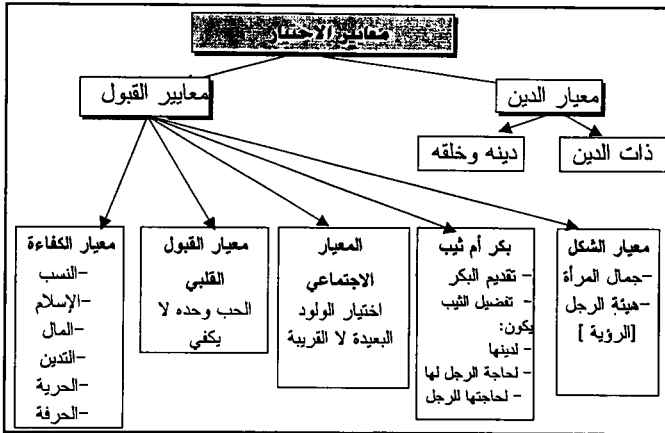 معايير الاختيار
معيار الدين
معايير القبول
ذات الدين
دينه وخلقه
معيار الشكل
-جمال المرأة
-هيئة الرجل
[الرؤية ]
بكر أم ثيب
- تقديم البكر
- تفضيل الثيب
يكون:
-لدينها
-لحاجة الرجل لها
- لحاجتها للرجل
المعيار
الاجتماعي
اختيار الولود
البعيدة لا القريبة
معيار القبول
القلبي
الحب وحده لا
يكفي
معيار الكفاءة
-النسب
-الإسلام
-المال
-التدين
-الحرية
-الحرفة